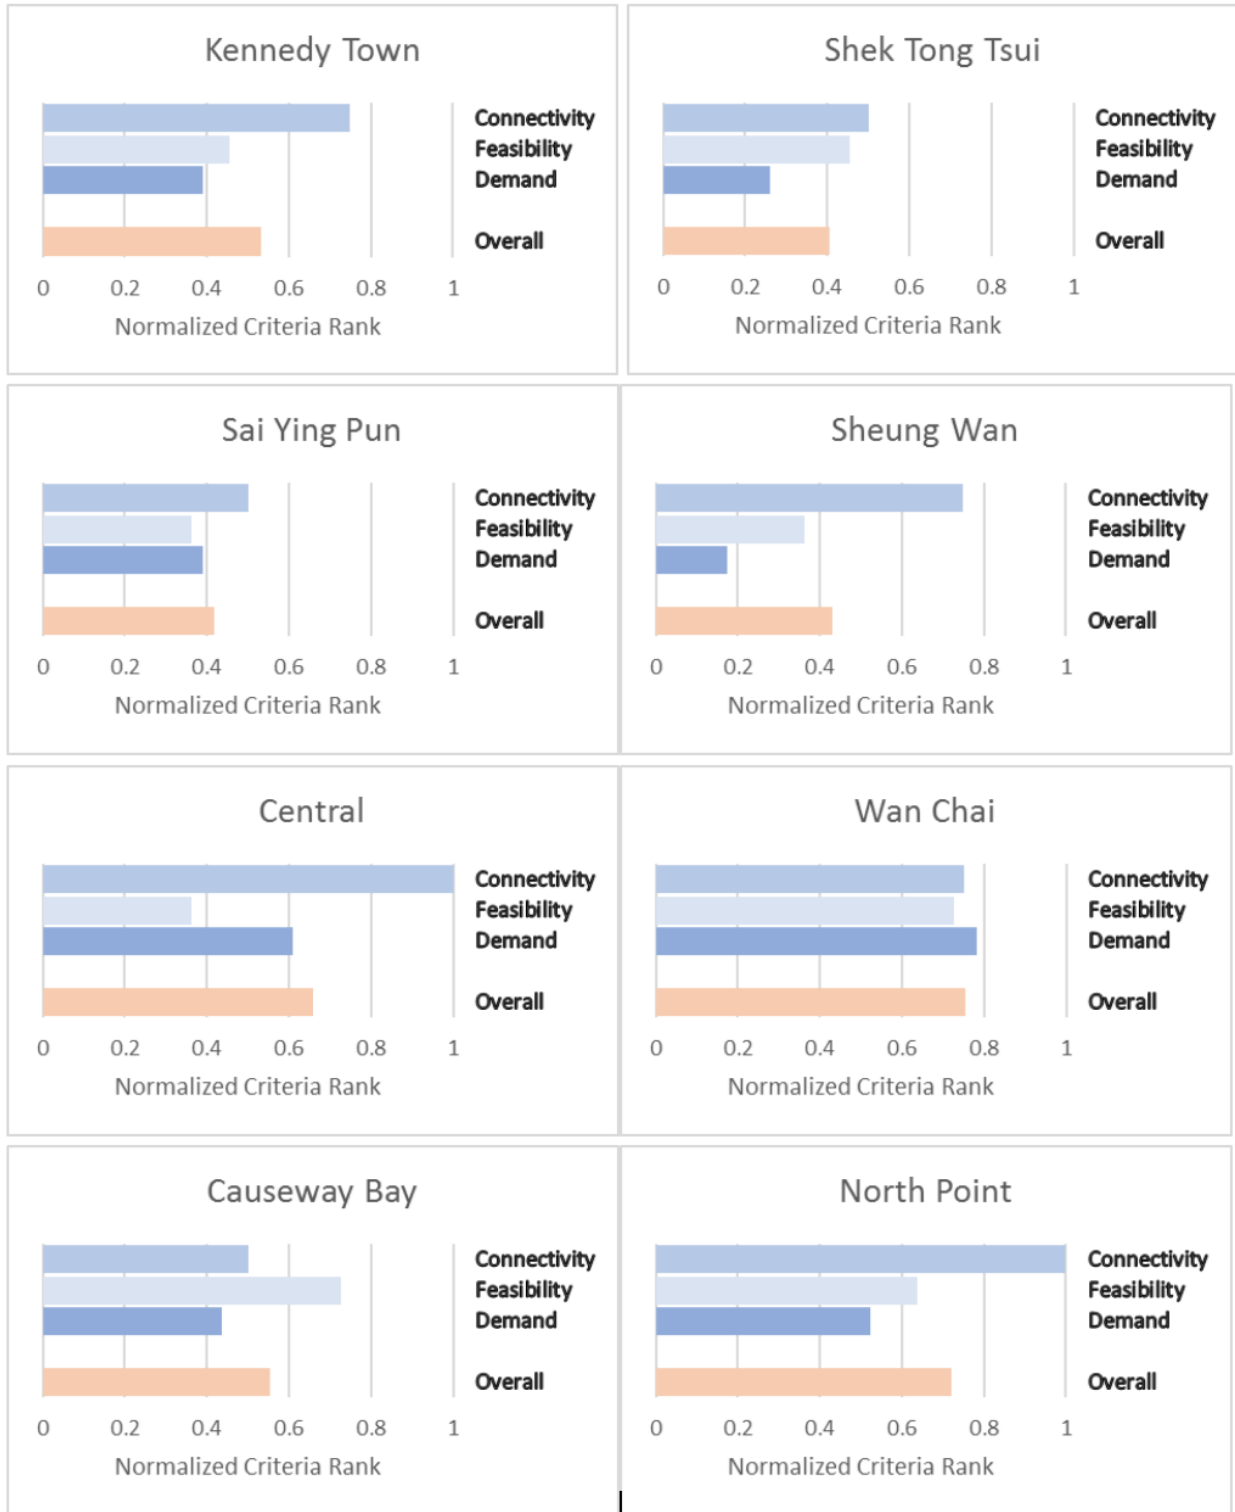 Kennedy Town
Connectivity
Feasibility
Demand
Overall
0 0.2 0.4 0.6 0.8 1
Normalized Criteria Rank
Shek Tong Tsui
Connectivity
Feasibility
Demand
Overall
0 0.2 0.4 0.6 0.8 1
Normalized Criteria Rank
Sai Ying Pun
Connectivity
Feasibility
Demand
Overall
0 0.2 0.4 0.6 0.8 1
Normalized Criteria Rank
Sheung Wan
Connectivity
Feasibility
Demand
Overall
0 0.2 0.4 0.6 0.8 1
Normalized Criteria Rank
Central
Connectivity
Feasibility
Demand
Overall
0 0.2 0.4 0.6 0.8 1
Normalized Criteria Rank
Wan Chai
Connectivity
Feasibility
Demand
Overall
0 0.2 0.4 0.6 0.8 1
Normalized Criteria Rank
Causeway Bay
Connectivity
Feasibility
Demand
Overall
0 0.2 0.4 0.6 0.8 1
Normalized Criteria Rank
North Point
Connectivity
Feasibility
Demand
Overall
0 0.2 0.4 0.6 0.8 1
Normalized Criteria Rank